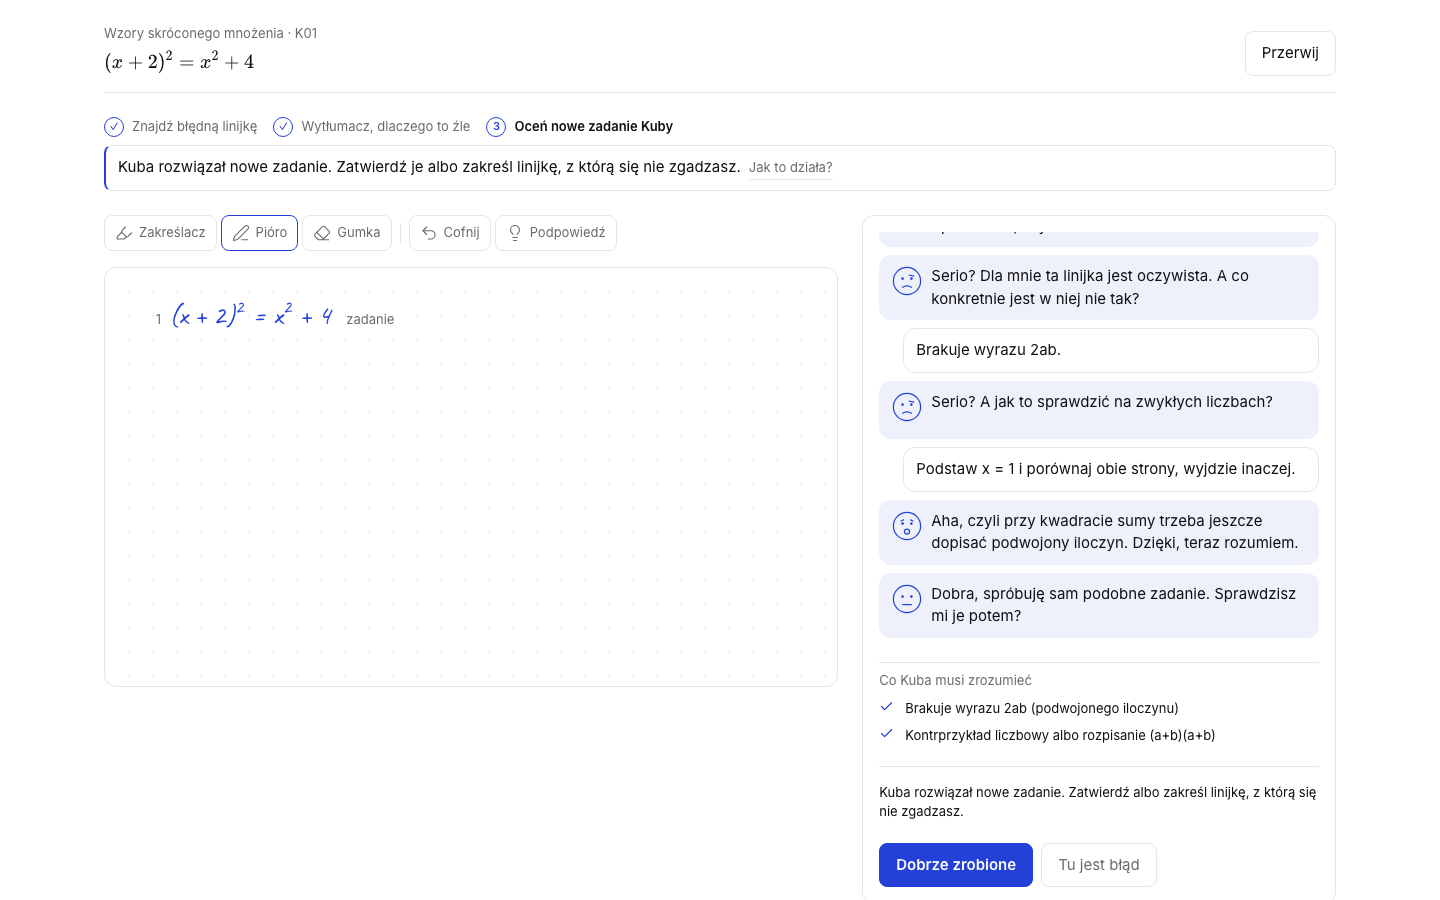 Wzory skróconego mnożenia · K01
(x + 2)² = x² + 4
Przerwij
Znajdź błędną linijkę
Wytłumacz, dlaczego to źle
3 Oceń nowe zadanie Kuby
Kuba rozwiązał nowe zadanie. Zatwierdź je albo zakreśl linijkę, z którą się nie zgadzasz. Jak to działa?
Zakreślacz
Pióro
Gumka
Cofnij
Podpowiedź
1 (x + 2)² = x² + 4 zadanie
Serio? Dla mnie ta linijka jest oczywista. A co
konkretnie jest w niej nie tak?
Brakuje wyrazu 2ab.
Serio? A jak to sprawdzić na zwykłych liczbach?
Podstaw x = 1 i porównaj obie strony, wyjdzie inaczej.
Aha, czyli przy kwadracie sumy trzeba jeszcze
dopisać podwojony iloczyn. Dzięki, teraz rozumiem.
Dobra, spróbuję sam podobne zadanie. Sprawdzisz
mi je potem?
Co Kuba musi zrozumieć
Brakuje wyrazu 2ab (podwojonego iloczynu)
Kontrprzykład liczbowy albo rozpisanie (a+b)(a+b)
Kuba rozwiązał nowe zadanie. Zatwierdź albo zakreśl linijkę, z którą się
nie zgadzasz.
Dobrze zrobione
Tu jest błąd